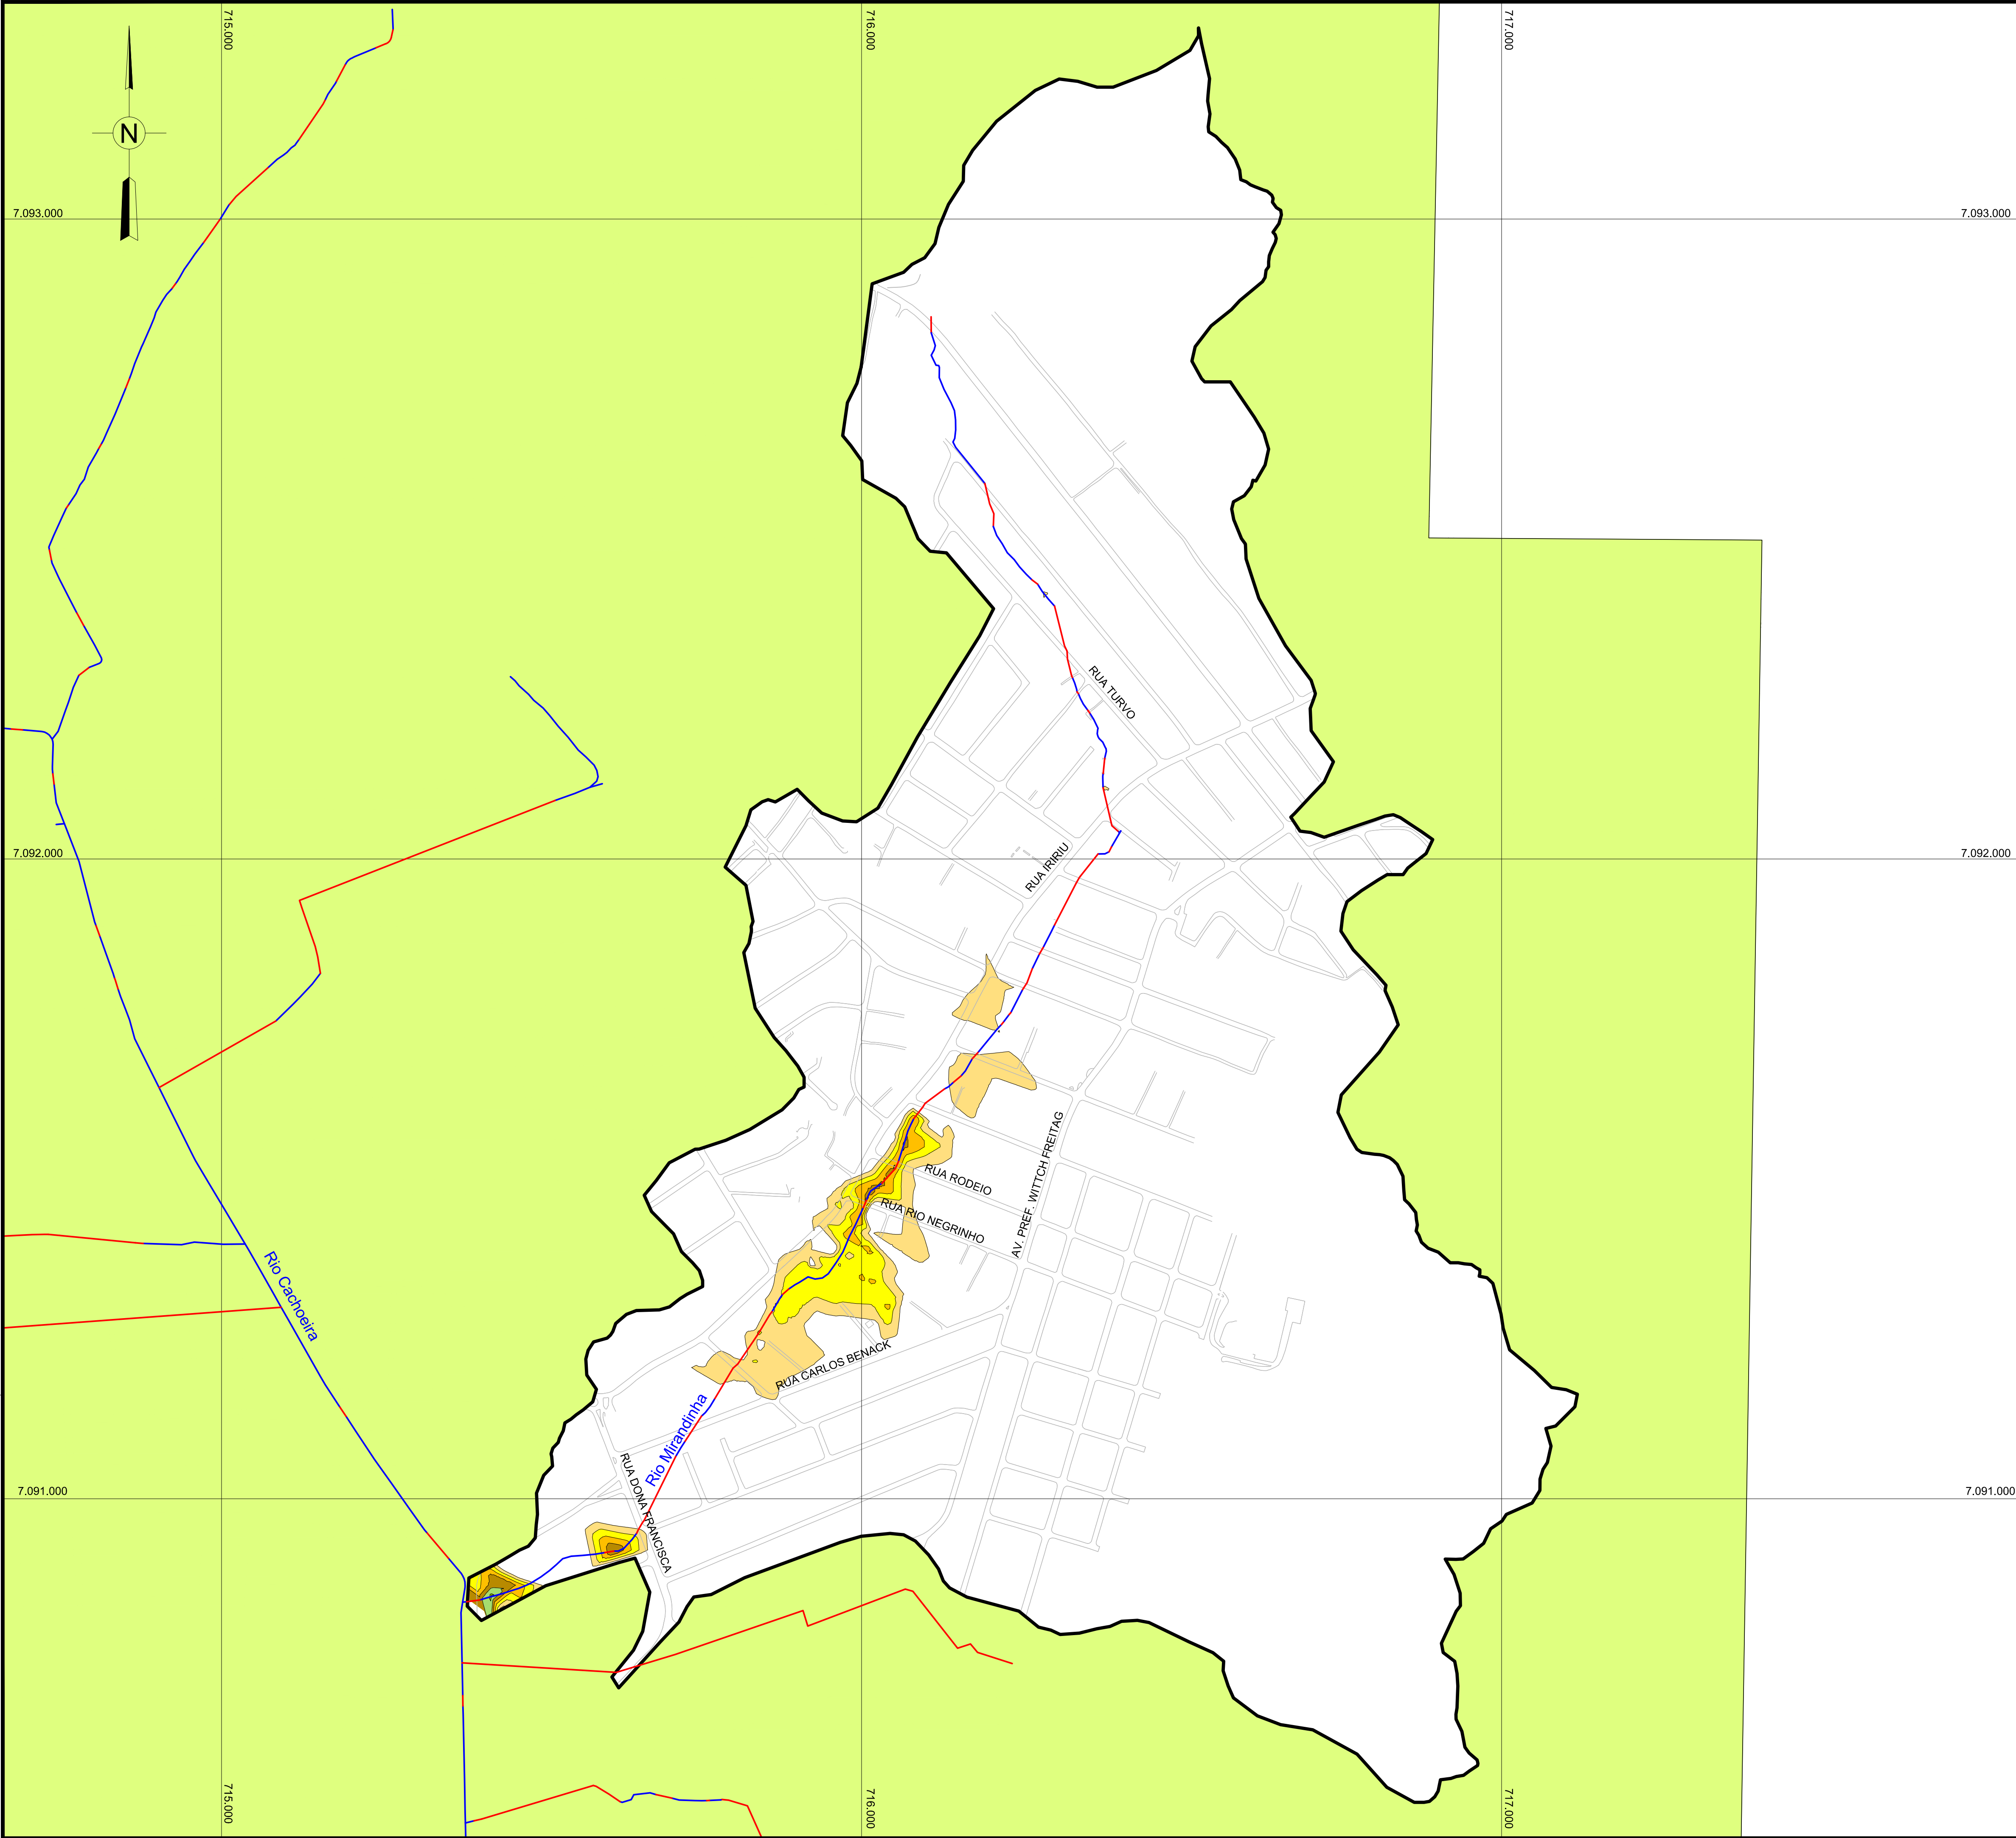 715.000
716.000
717.000
N
7.093.000
7.093.000
RUA TURVO
RUA IRIRIU
7.092.000
7.092.000
AV. PREF. WITTCH FREITAG
RUA RODEIO
RUA RIO NEGRINHO
Rio Cachoeira
RUA CARLOS BENACK
Rio Mirandinha
RUA DONA FRANCISCA
7.091.000
7.091.000
715.000
716.000
717.000